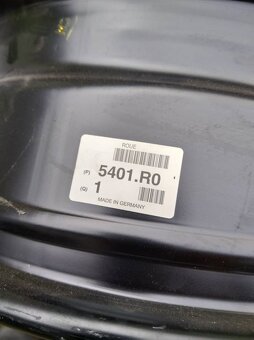 ROUE
(P) 5401.R0
(Q) 1
MADE IN GERMANY